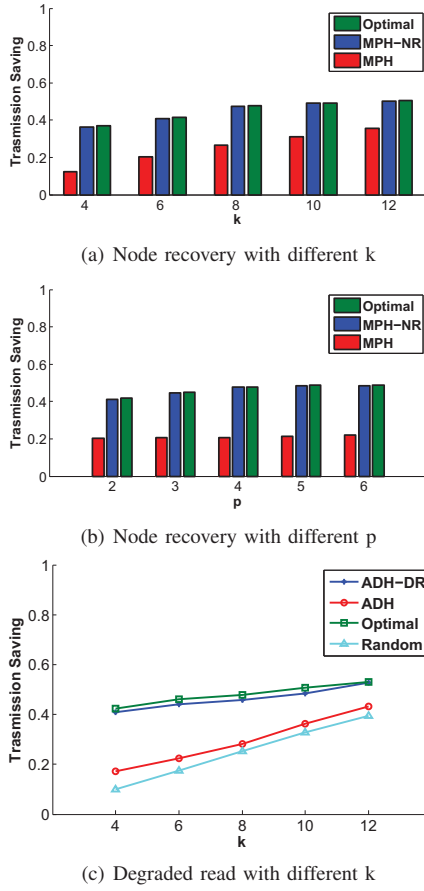 1
0.8
0.6
0.4
0.2
0
Trasmission Saving
Optimal
MPH-NR
MPH
4 6 8 10 12
k
(a) Node recovery with different k
1
0.8
0.6
0.4
0.2
0
Trasmission Saving
Optimal
MPH-NR
MPH
2 3 4 5 6
p
(b) Node recovery with different p
1
0.8
0.6
0.4
0.2
0
Trasmission Saving
ADH-DR
ADH
Optimal
Random
4 6 8 10 12
k
(c) Degraded read with different k